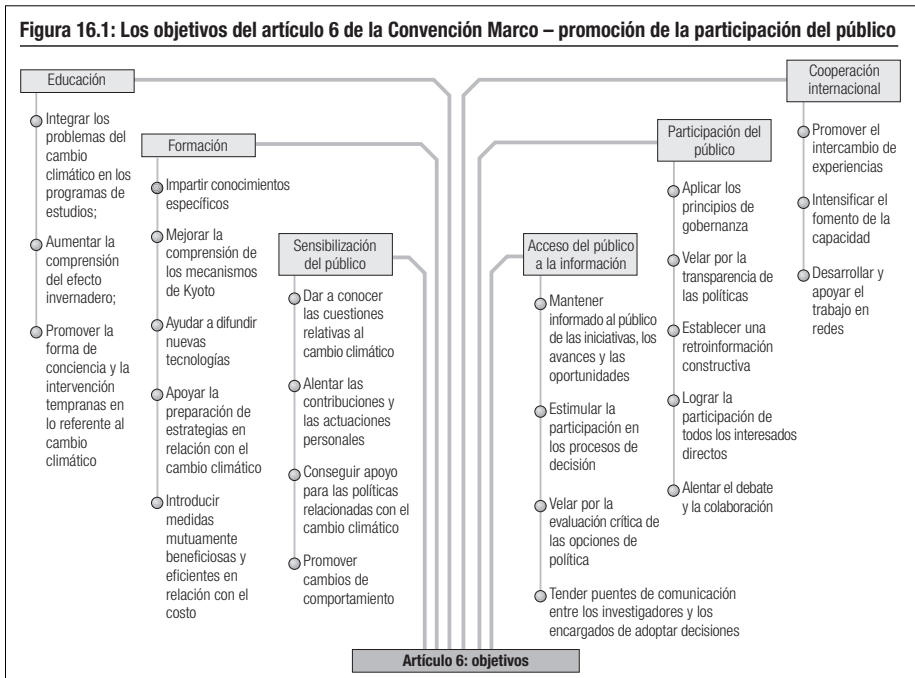 Figura 16.1: Los objetivos del artículo 6 de la Convención Marco – promoción de la participación del público
Educación
Integrar los
problemas del
cambio
climático en los
programas de
estudios;
Aumentar la
comprensión
del efecto
invernadero;
Promover la
forma de
conciencia y la
intervención
tempranas en
lo referente al
cambio
climático
Formación
Impartir conocimientos
específicos
Mejorar la
comprensión de
los mecanismos
de Kyoto
Ayudar a difundir
nuevas
tecnologías
Apoyar la
preparación de
estrategias en
relación con el
cambio climático
Introducir
medidas
mutuamente
beneficiosas y
eficientes en
relación con el
costo
Sensibilización
del público
Dar a conocer
las cuestiones
relativas al
cambio climático
Alentar las
contribuciones y
las actuaciones
personales
Conseguir apoyo
para las políticas
relacionadas con el
cambio climático
Promover
cambios de
comportamiento
Acceso del público
a la información
Mantener
informado al público
de las iniciativas, los
avances y las
oportunidades
Estimular la
participación en
los procesos de
decisión
Velar por la
evaluación crítica de
las opciones de
política
Tender puentes de comunicación
entre los investigadores y los
encargados de adoptar decisiones
Participación del
público
Aplicar los
principios de
gobernanza
Velar por la
transparencia de
las políticas
Establecer una
retroinformación
constructiva
Lograr la
participación de
todos los interesados
directos
Alentar el debate
y la colaboración
Cooperación
internacional
Promover el
intercambio de
experiencias
Intensificar el
fomento de la
capacidad
Desarrollar y
apoyar el
trabajo en
redes
Artículo 6: objetivos